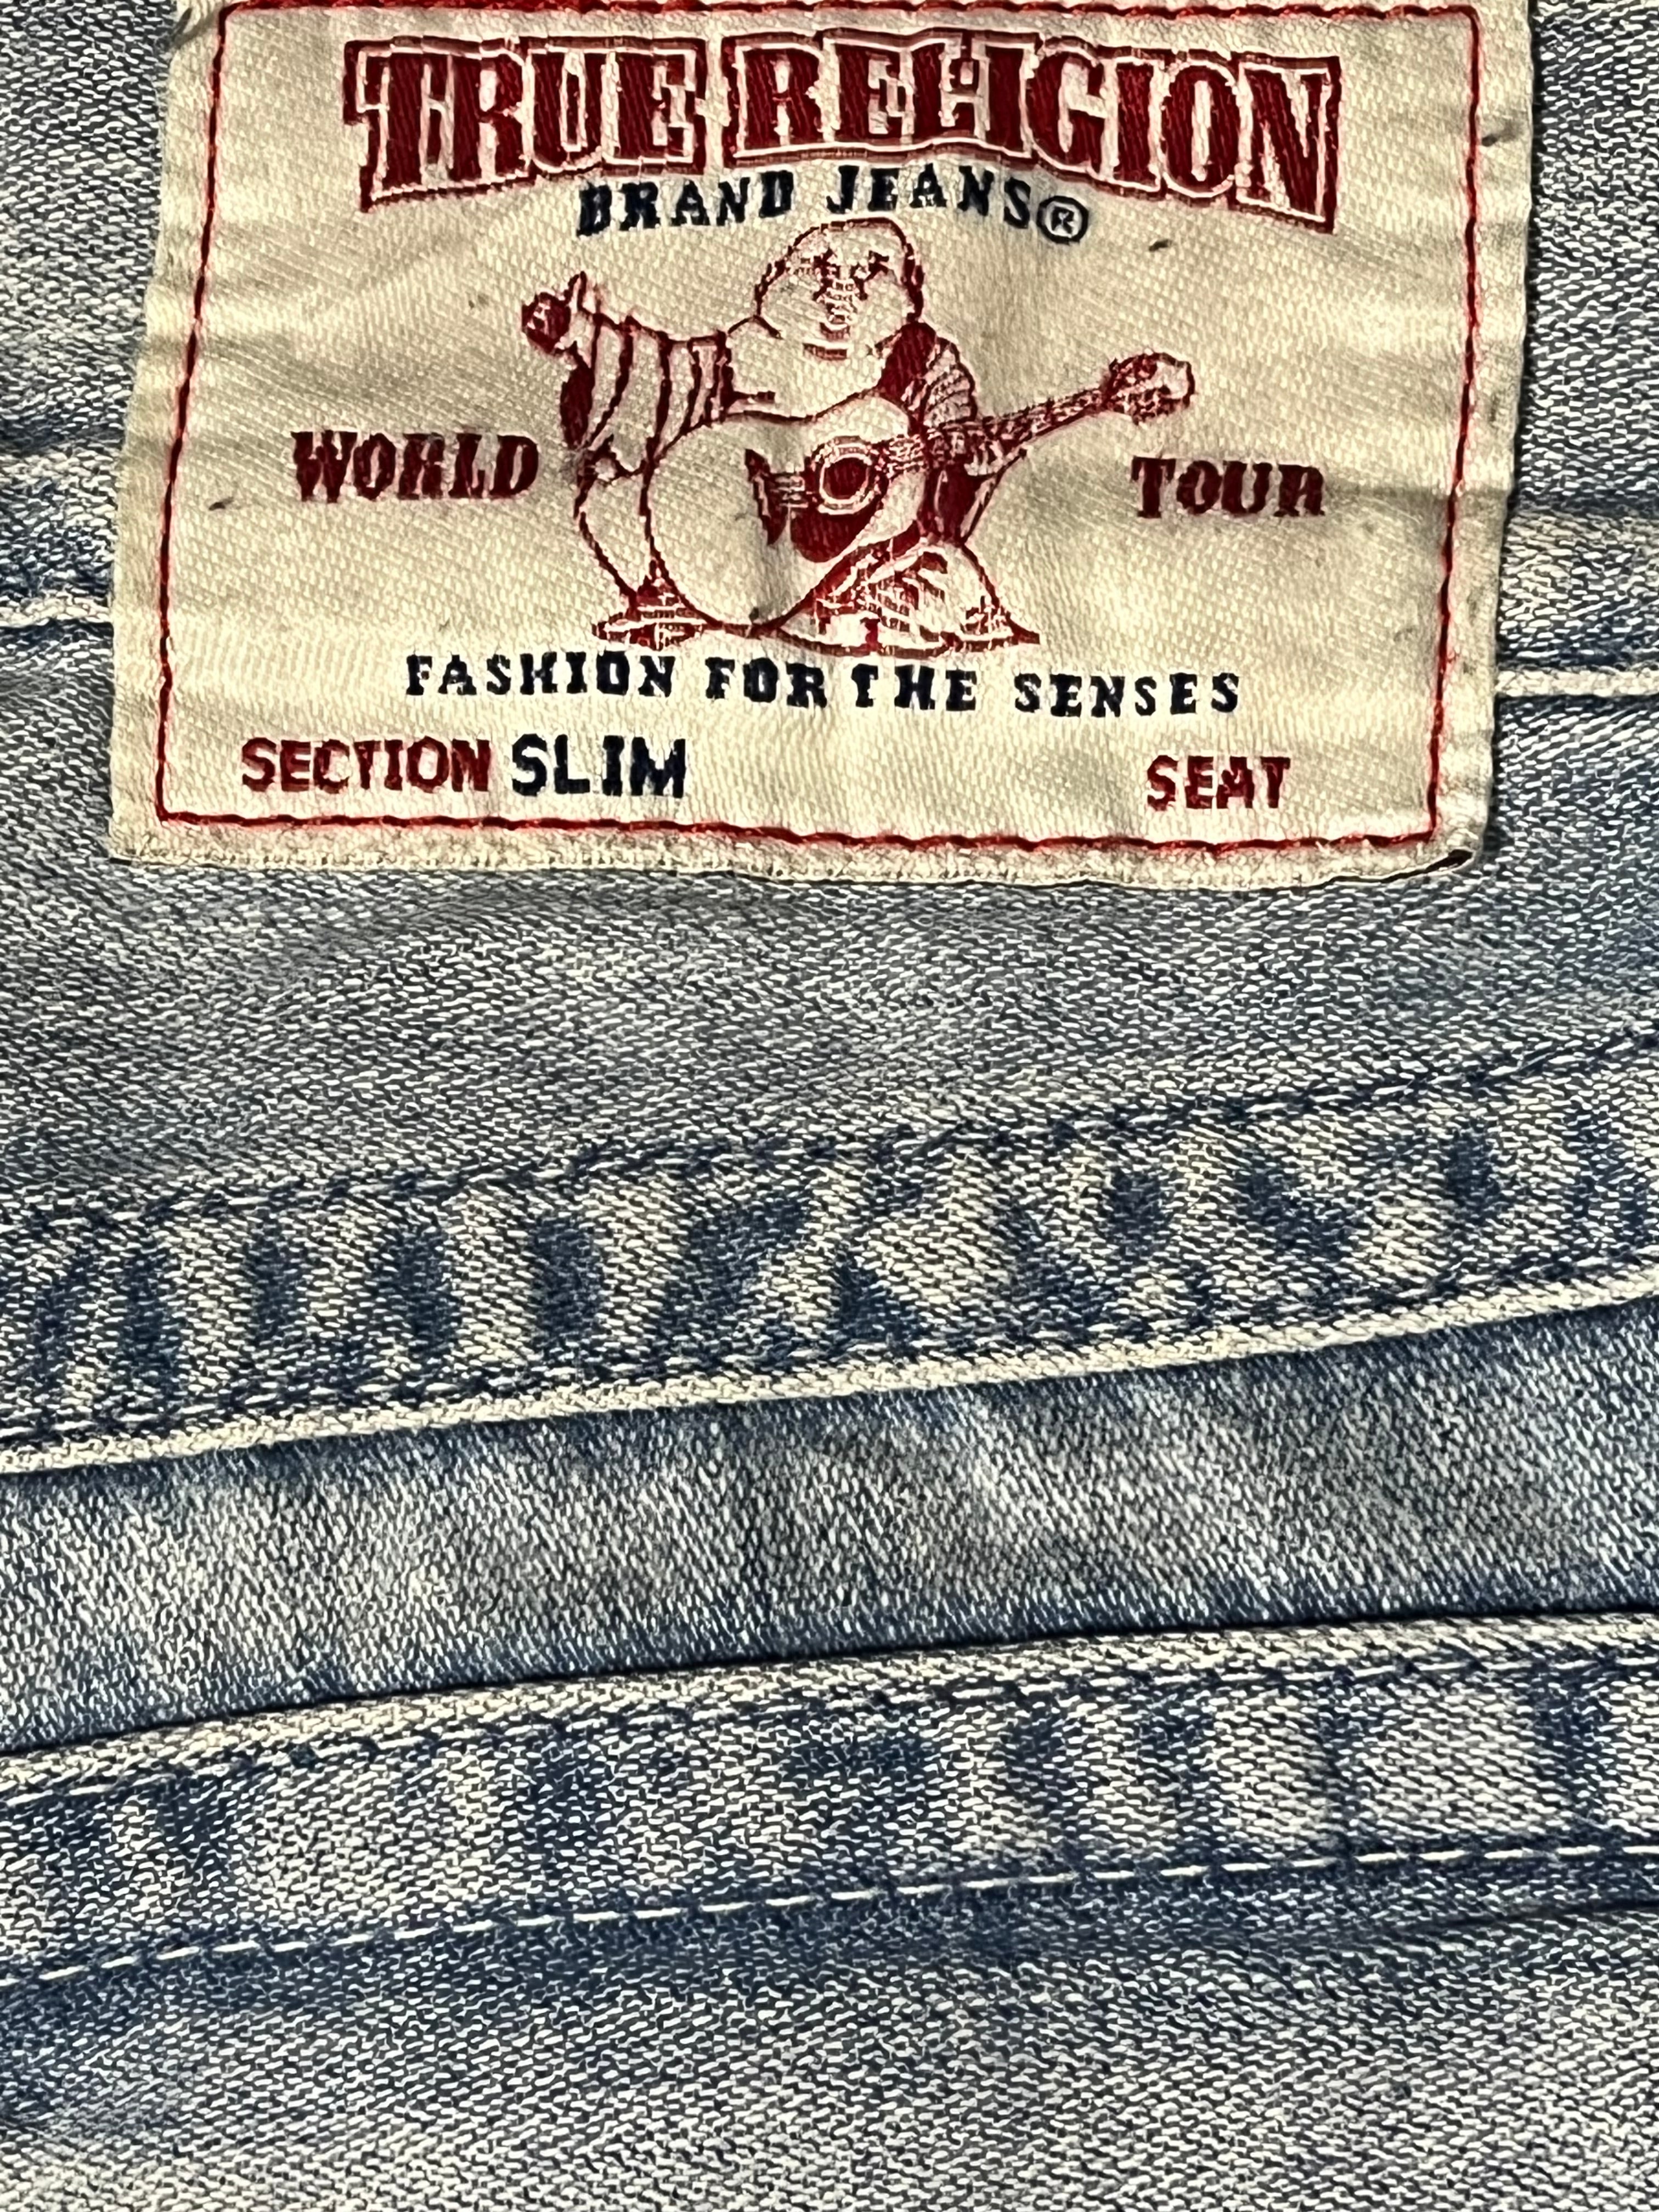 TRUE RELIGION
BRAND JEANS®
WORLD TOUR
FASHION FOR THE SENSES
SECTION SLIM SEAT